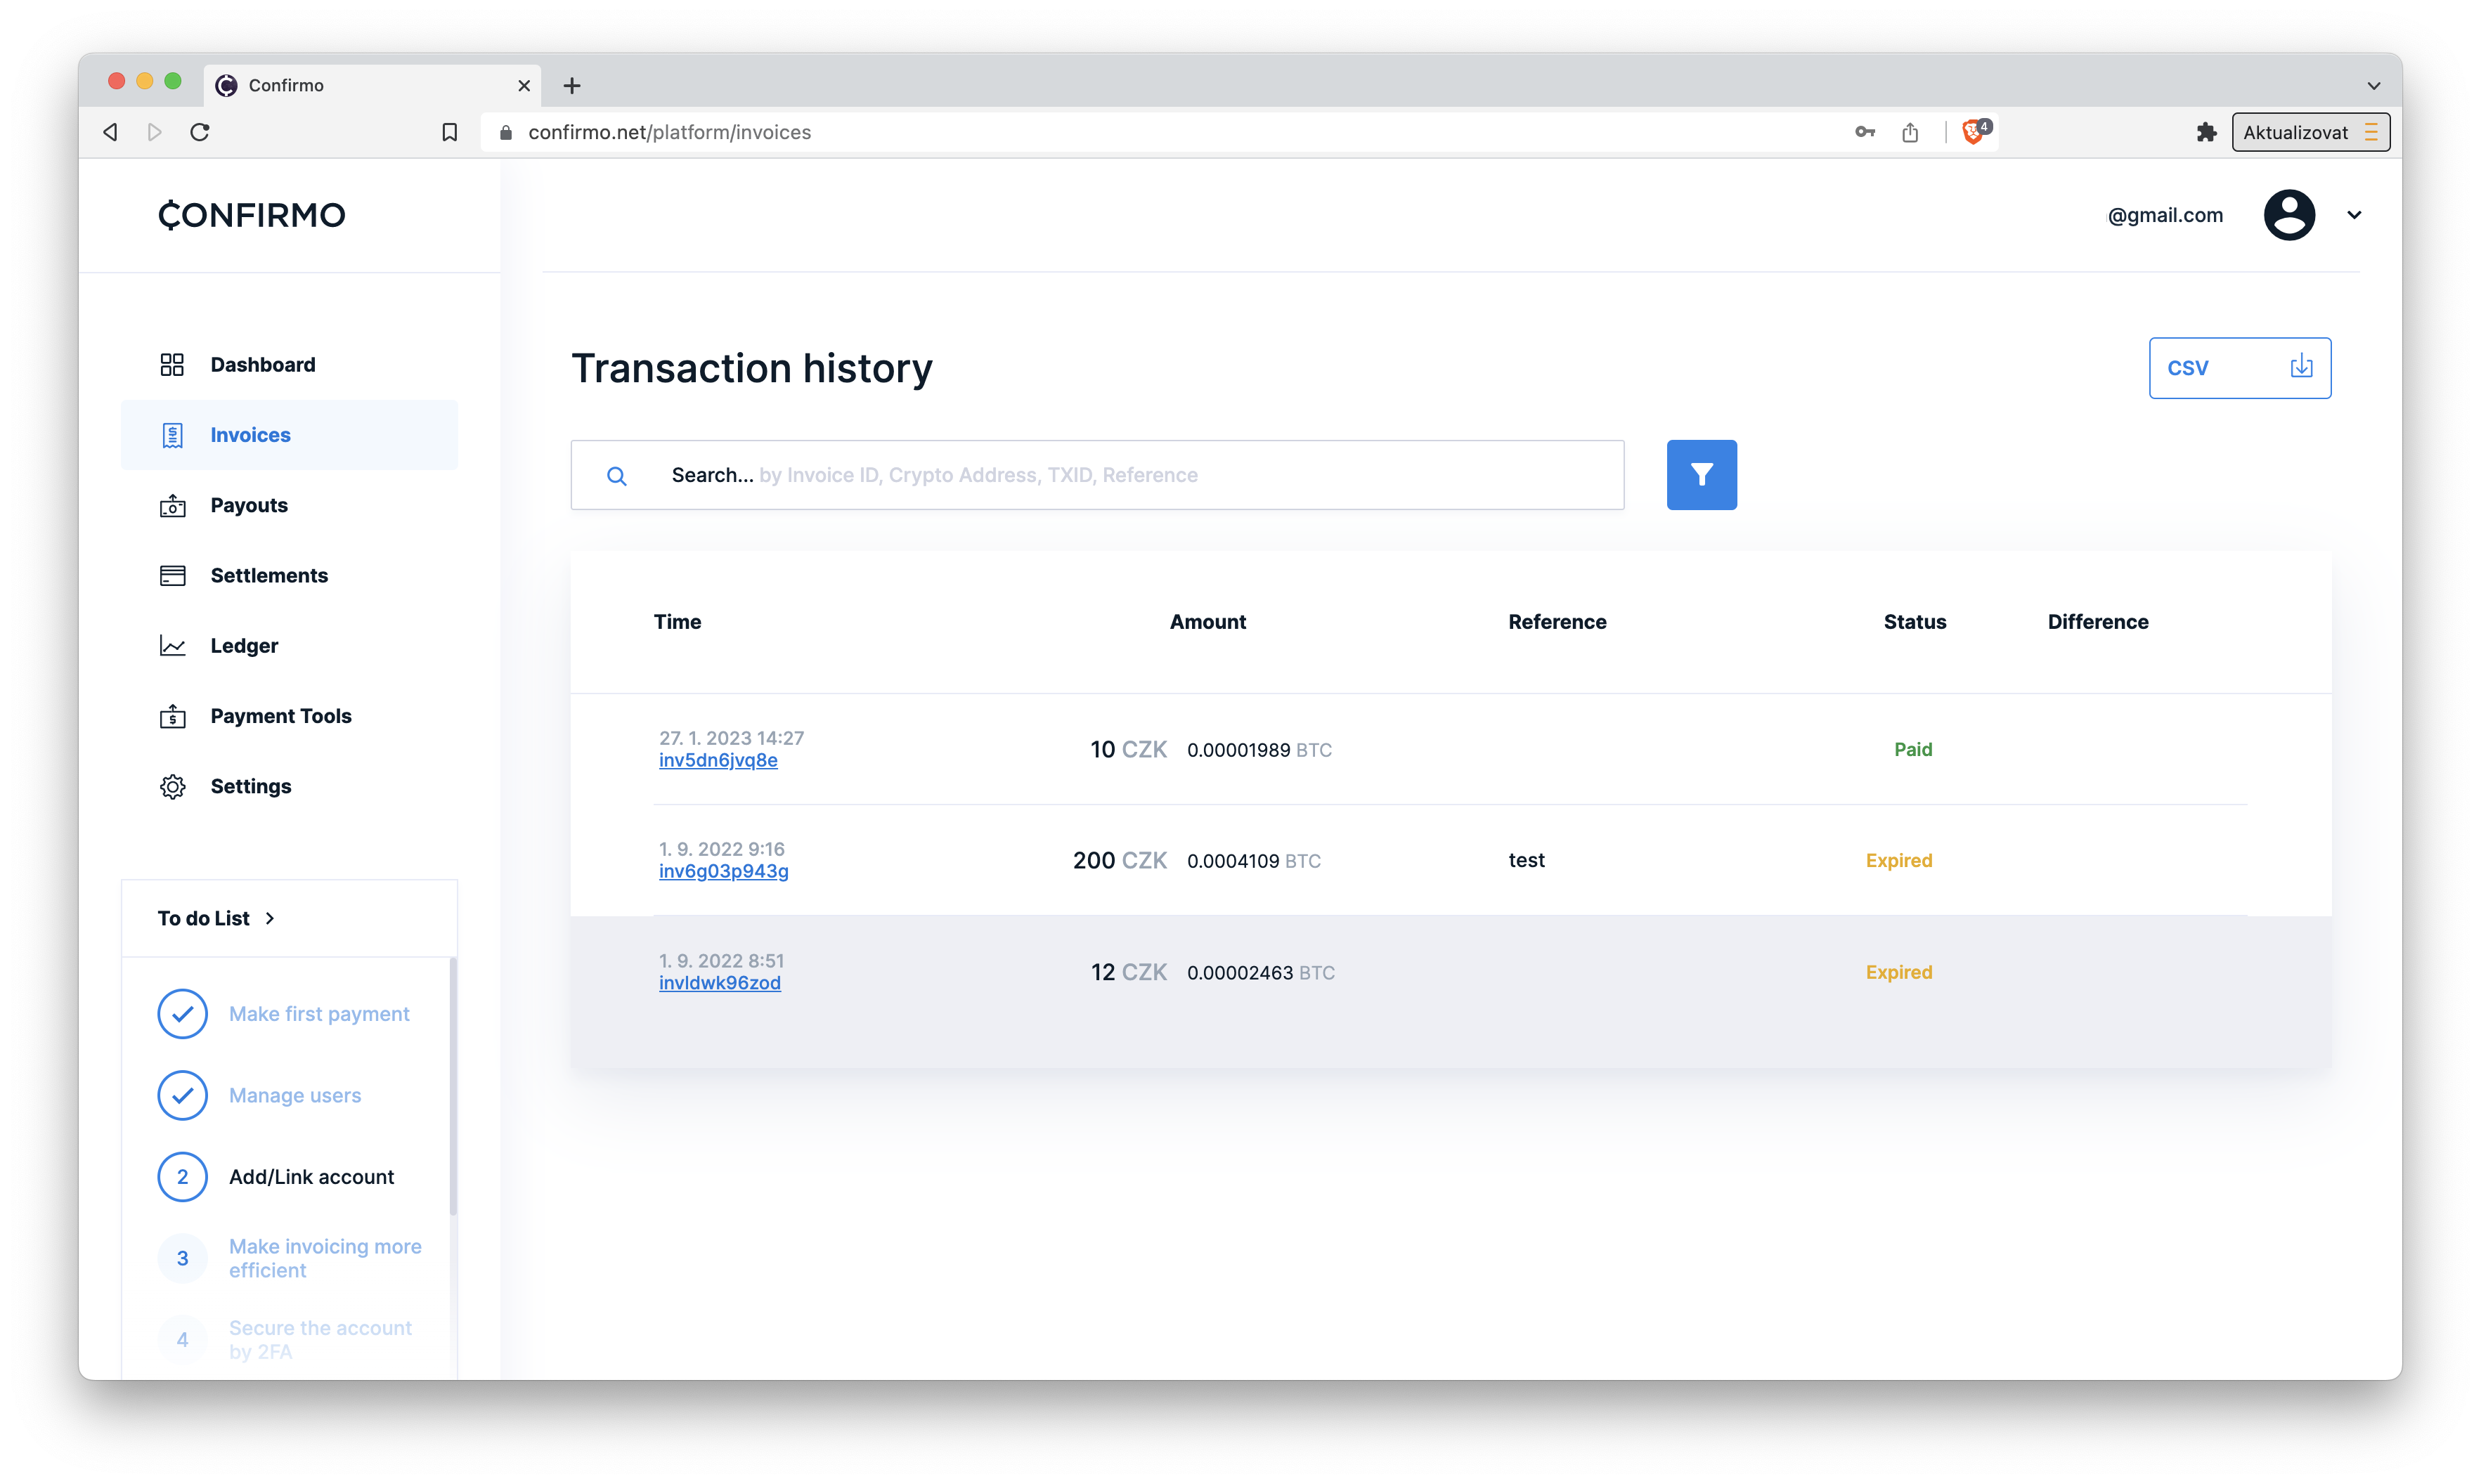 Confirmo
confirmo.net/platform/invoices
4
Aktualizovat
CONFIRMO
@gmail.com
Dashboard
Invoices
Payouts
Settlements
Ledger
Payment Tools
Settings
To do List
Make first payment
Manage users
2 Add/Link account
3 Make invoicing more
efficient
4 Secure the account
by 2FA
Transaction history
CSV
Search... by Invoice ID, Crypto Address, TXID, Reference
Time Amount Reference Status Difference
27. 1. 2023 14:27
inv5dn6jvq8e
10 CZK 0.00001989 BTC Paid
1. 9. 2022 9:16
inv6g03p943g
200 CZK 0.0004109 BTC test Expired
1. 9. 2022 8:51
invldwk96zod
12 CZK 0.00002463 BTC Expired